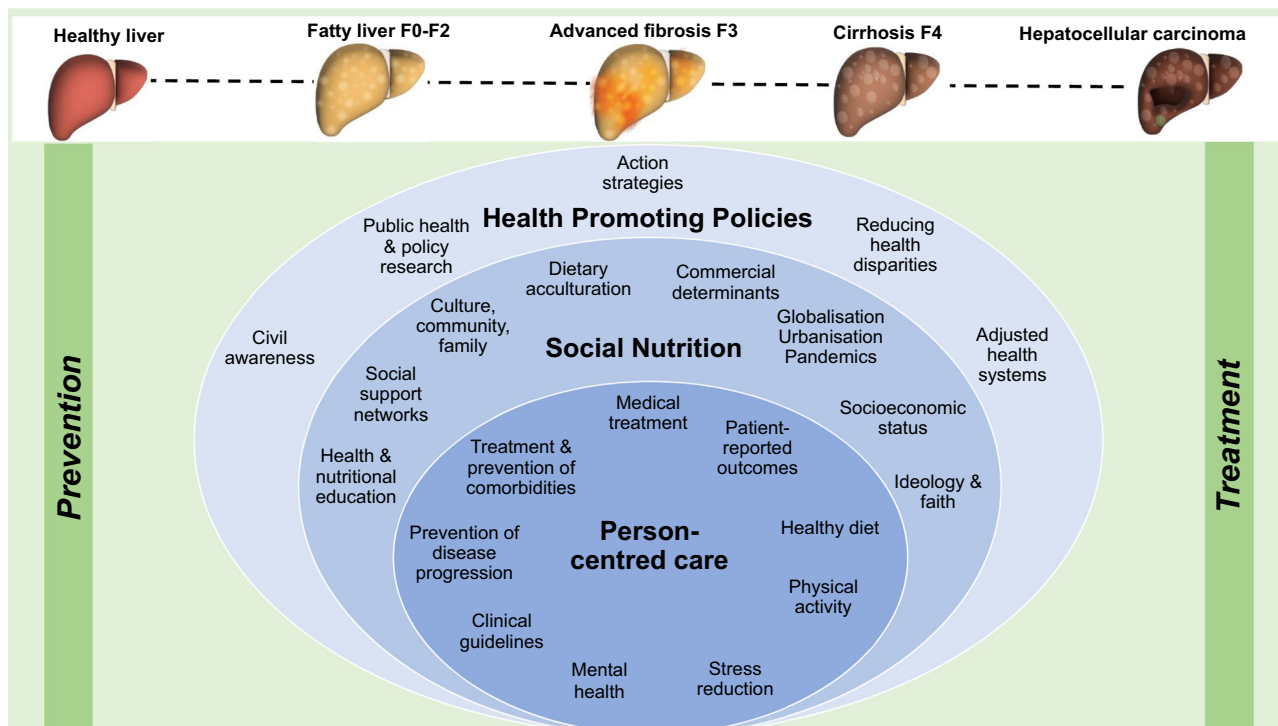 Healthy liver
Fatty liver F0-F2
Advanced fibrosis F3
Cirrhosis F4
Hepatocellular carcinoma
Prevention
Treatment
Action
strategies
Health Promoting Policies
Public health
& policy
research
Reducing
health
disparities
Civil
awareness
Adjusted
health
systems
Dietary
acculturation
Commercial
determinants
Culture,
community,
family
Globalisation
Urbanisation
Pandemics
Social Nutrition
Social
support
networks
Socioeconomic
status
Health &
nutritional
education
Ideology &
faith
Medical
treatment
Patient-
reported
outcomes
Treatment &
prevention of
comorbidities
Person-
centred care
Healthy diet
Prevention of
disease
progression
Physical
activity
Clinical
guidelines
Mental
health
Stress
reduction